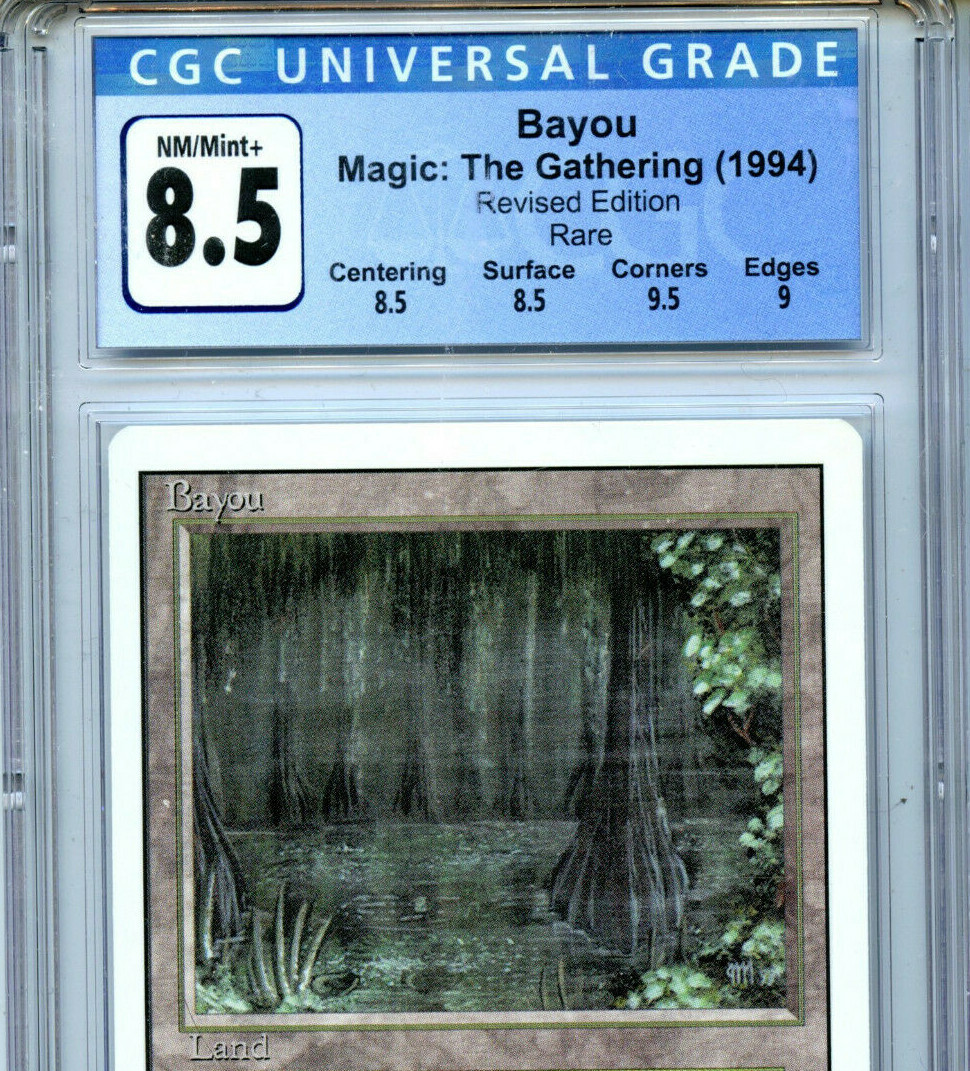 CGC UNIVERSAL GRADE
NM/Mint+
8.5
Bayou
Magic: The Gathering (1994)
Revised Edition
Rare
Centering Surface Corners Edges
8.5 8.5 9.5 9
Bayou
Land